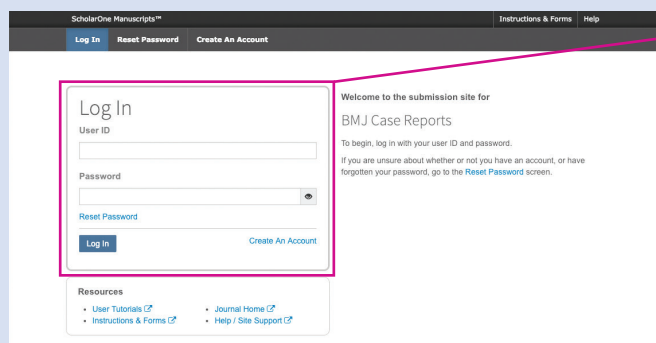 ScholarOne Manuscripts™
Instructions & Forms Help
Log In Reset Password Create An Account
Log In
User ID
Password
Reset Password
Log In Create An Account
Welcome to the submission site for
BMJ Case Reports
To begin, log in with your user ID and password.
If you are unsure about whether or not you have an account, or have
forgotten your password, go to the Reset Password screen.
Resources
• User Tutorials
• Instructions & Forms
• Journal Home
• Help / Site Support